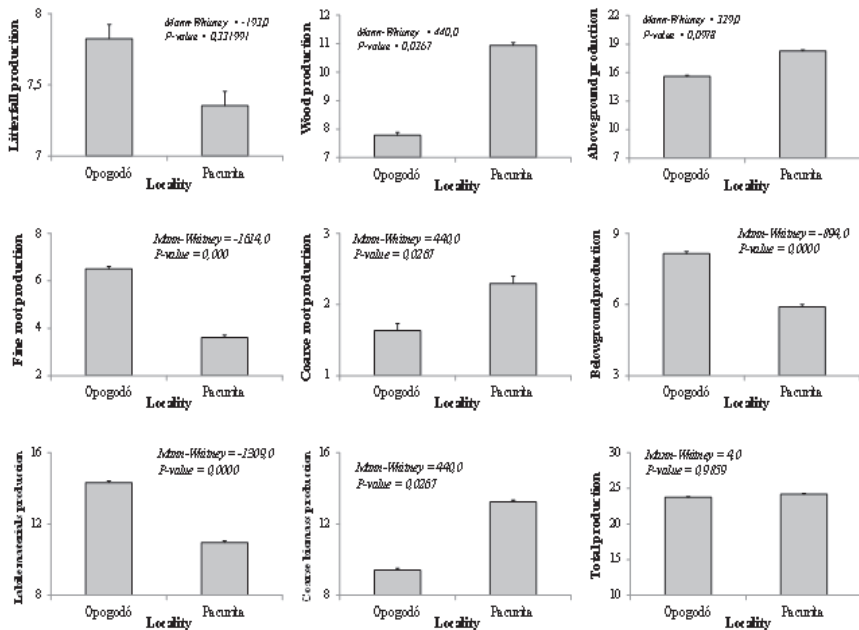 Litterfall production
8
7,5
7
Mann-Whitney = -193,0
P-value = 0,331991
Opogodó
Pacurita
Locality
Wood production
12
11
10
9
8
7
Mann-Whitney = 440,0
P-value = 0,0267
Opogodó
Pacurita
Locality
Aboveground production
22
19
16
13
10
7
Mann-Whitney = 329,0
P-value = 0,0978
Opogodó
Pacurita
Locality
Fine root production
8
6
4
2
Mann-Whitney = -1614,0
P-value = 0,000
Opogodó
Pacurita
Locality
Coarse root production
3
2
1
Mann-Whitney = 440,0
P-value = 0,0267
Opogodó
Pacurita
Locality
Belowground production
9
6
3
Mann-Whitney = -894,0
P-value = 0,0000
Opogodó
Pacurita
Locality
Labile materials production
16
12
8
Mann-Whitney = -1309,0
P-value = 0,0000
Opogodó
Pacurita
Locality
Coarse biomass production
16
12
8
Mann-Whitney = 440,0
P-value = 0,0267
Opogodó
Pacurita
Locality
Total production
30
25
20
15
10
Mann-Whitney = 4,0
P-value = 0,9859
Opogodó
Pacurita
Locality